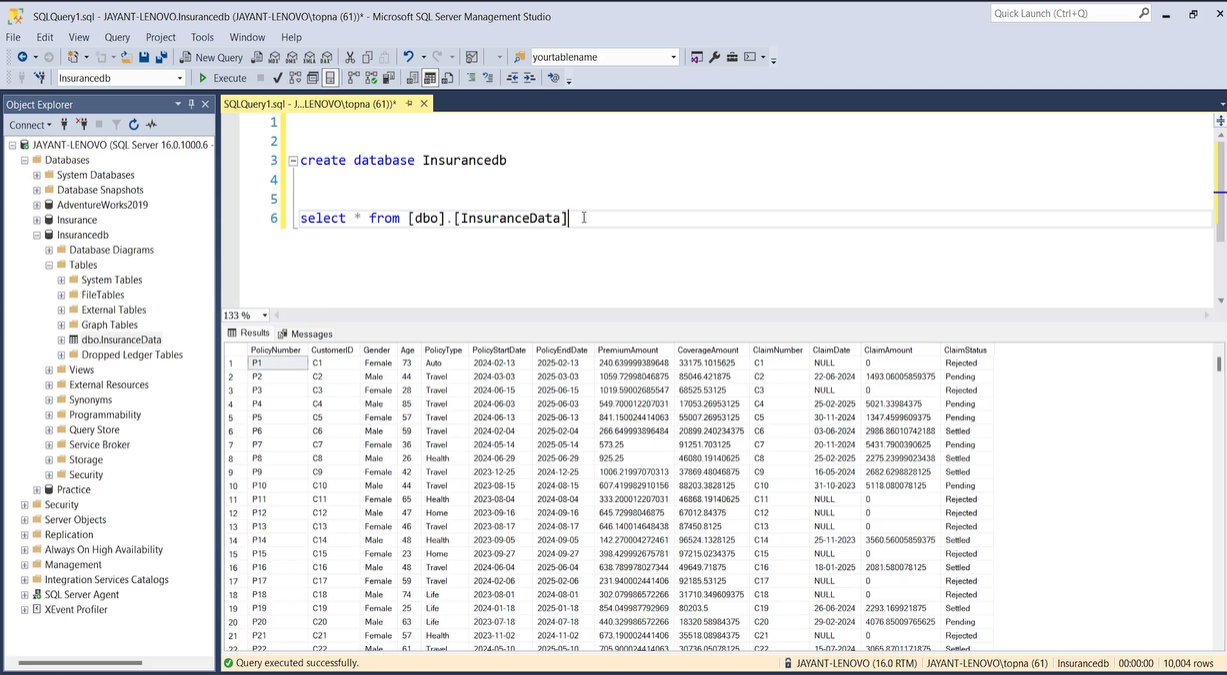 SQLQuery1.sql - JAYANT-LENOVO.Insurancedb (JAYANT-LENOVO\topna (61))* - Microsoft SQL Server Management Studio
Quick Launch (Ctrl+Q)
File Edit View Query Project Tools Window Help
New Query MDX DMX XMLA DAX yourtablename
Insurancedb Execute
Object Explorer
SQLQuery1.sql - J...LENOVO\topna (61))*
Connect
JAYANT-LENOVO (SQL Server 16.0.1000.6 -
Databases
System Databases
Database Snapshots
AdventureWorks2019
Insurance
Insurancedb
Database Diagrams
Tables
System Tables
FileTables
External Tables
Graph Tables
dbo.InsuranceData
Dropped Ledger Tables
Views
External Resources
Synonyms
Programmability
Query Store
Service Broker
Storage
Security
Practice
Security
Server Objects
Replication
Always On High Availability
Management
Integration Services Catalogs
SQL Server Agent
XEvent Profiler
1
2
3 create database Insurancedb
4
5
6 select * from [dbo].[InsuranceData]
133 %
Results Messages
PolicyNumber CustomerID Gender Age PolicyType PolicyStartDate PolicyEndDate PremiumAmount CoverageAmount ClaimNumber ClaimDate ClaimAmount ClaimStatus
1 P1 C1 Female 73 Auto 2024-02-13 2025-02-13 240.639999389648 33175.1015625 C1 NULL 0 Rejected
2 P2 C2 Male 44 Travel 2024-03-03 2025-03-03 1059.72998046875 85046.421875 C2 22-06-2024 1493.06005859375 Pending
3 P3 C3 Female 28 Travel 2024-06-15 2025-06-15 1019.59002685547 68525.53125 C3 NULL 0 Rejected
4 P4 C4 Male 85 Travel 2024-06-03 2025-06-03 549.700012207031 17053.26953125 C4 25-02-2025 5021.33984375 Pending
5 P5 C5 Female 57 Travel 2024-06-13 2025-06-13 841.150024414063 55007.26953125 C5 30-11-2024 1347.4599609375 Pending
6 P6 C6 Male 59 Travel 2024-02-04 2025-02-04 266.649993896484 20899.240234375 C6 03-06-2024 2986.86010742188 Settled
7 P7 C7 Female 36 Travel 2024-05-14 2025-05-14 573.25 91251.703125 C7 20-11-2024 5431.7900390625 Pending
8 P8 C8 Male 26 Health 2024-06-29 2025-06-29 925.25 46080.19140625 C8 25-02-2025 2275.23999023438 Settled
9 P9 C9 Female 42 Travel 2023-12-25 2024-12-25 1006.21997070313 37869.48046875 C9 16-05-2024 2682.6298828125 Settled
10 P10 C10 Male 44 Travel 2023-08-15 2024-08-15 607.419982910156 88203.3828125 C10 31-10-2023 5118.080078125 Pending
11 P11 C11 Female 65 Health 2023-08-04 2024-08-04 333.200012207031 46868.19140625 C11 NULL 0 Rejected
12 P12 C12 Male 47 Home 2023-09-16 2024-09-16 645.72998046875 67012.84375 C12 NULL 0 Rejected
13 P13 C13 Female 46 Travel 2023-08-17 2024-08-17 646.140014648438 87450.8125 C13 NULL 0 Rejected
14 P14 C14 Male 48 Health 2023-09-05 2024-09-05 142.270004272461 96524.1328125 C14 25-11-2023 3560.56005859375 Settled
15 P15 C15 Female 23 Home 2023-09-27 2024-09-27 398.429992675781 97215.0234375 C15 NULL 0 Rejected
16 P16 C16 Male 48 Travel 2024-06-04 2025-06-04 638.789978027344 49649.71875 C16 18-01-2025 2081.580078125 Settled
17 P17 C17 Female 59 Travel 2024-02-06 2025-02-06 231.940002441406 92185.53125 C17 NULL 0 Rejected
18 P18 C18 Male 74 Life 2023-08-01 2024-08-01 302.079986572266 31710.349609375 C18 NULL 0 Rejected
19 P19 C19 Female 25 Life 2024-01-18 2025-01-18 854.049987792969 80203.5 C19 26-06-2024 2293.169921875 Settled
20 P20 C20 Male 63 Life 2023-07-18 2024-07-18 440.329986572266 18320.58984375 C20 29-02-2024 4076.85009765625 Pending
21 P21 C21 Female 57 Health 2023-11-02 2024-11-02 673.190002441406 35518.08984375 C21 NULL 0 Rejected
22 P22 C22 Male 61 Travel 2024-05-10 2025-05-10 705.900024414063 30736.05078125 C22 15-07-2024 3065.8701171875 Settled
Query executed successfully.
JAYANT-LENOVO (16.0 RTM) JAYANT-LENOVO\topna (61) Insurancedb 00:00:00 10,004 rows